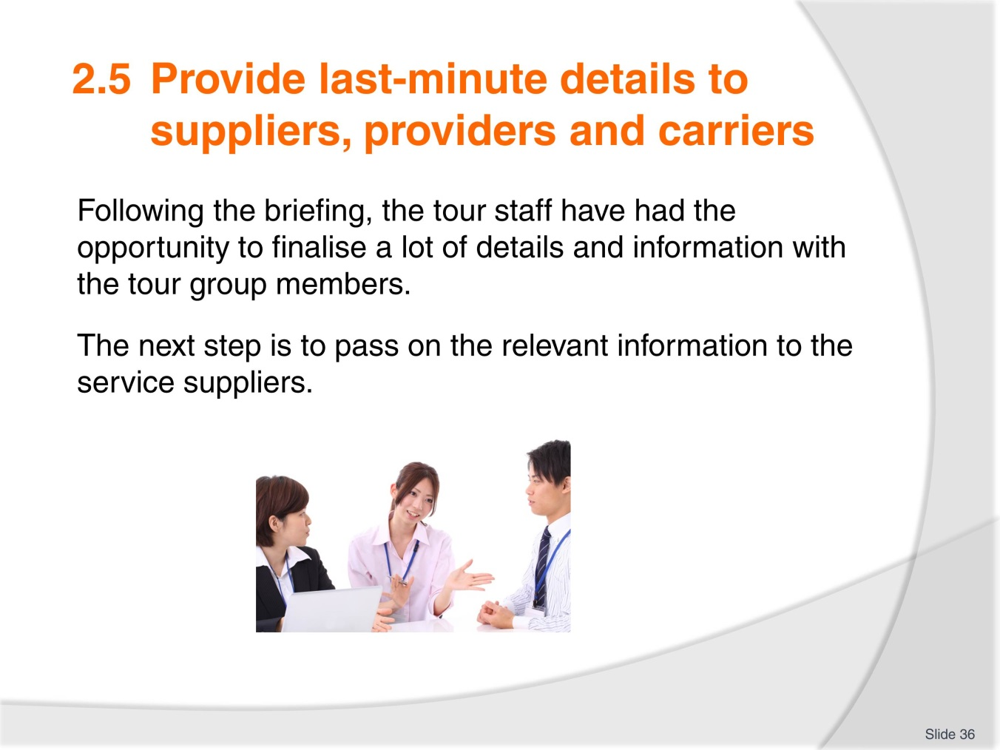 2.5 Provide last-minute details to
suppliers, providers and carriers
Following the briefing, the tour staff have had the
opportunity to finalise a lot of details and information with
the tour group members.
The next step is to pass on the relevant information to the
service suppliers.
Slide 36